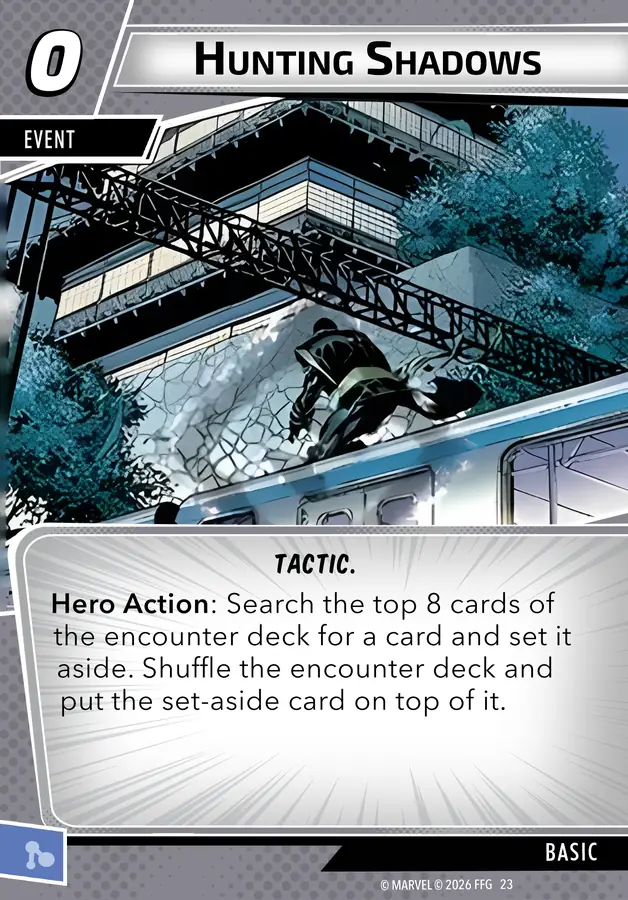 0
HUNTING SHADOWS
EVENT
TACTIC.
Hero Action: Search the top 8 cards of
the encounter deck for a card and set it
aside. Shuffle the encounter deck and
put the set-aside card on top of it.
BASIC
© MARVEL © 2026 FFG 23